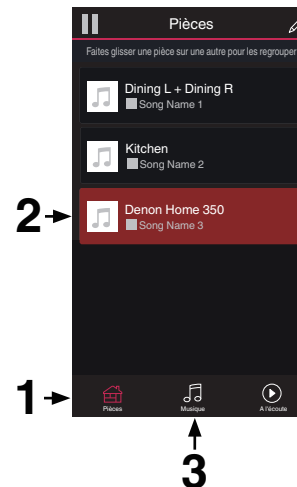 Pièces
Faites glisser une pièce sur une autre pour les regrouper
Dining L + Dining R
Song Name 1
Kitchen
Song Name 2
2
Denon Home 350
Song Name 3
1
Pièces
Musique
A l'écoute
3